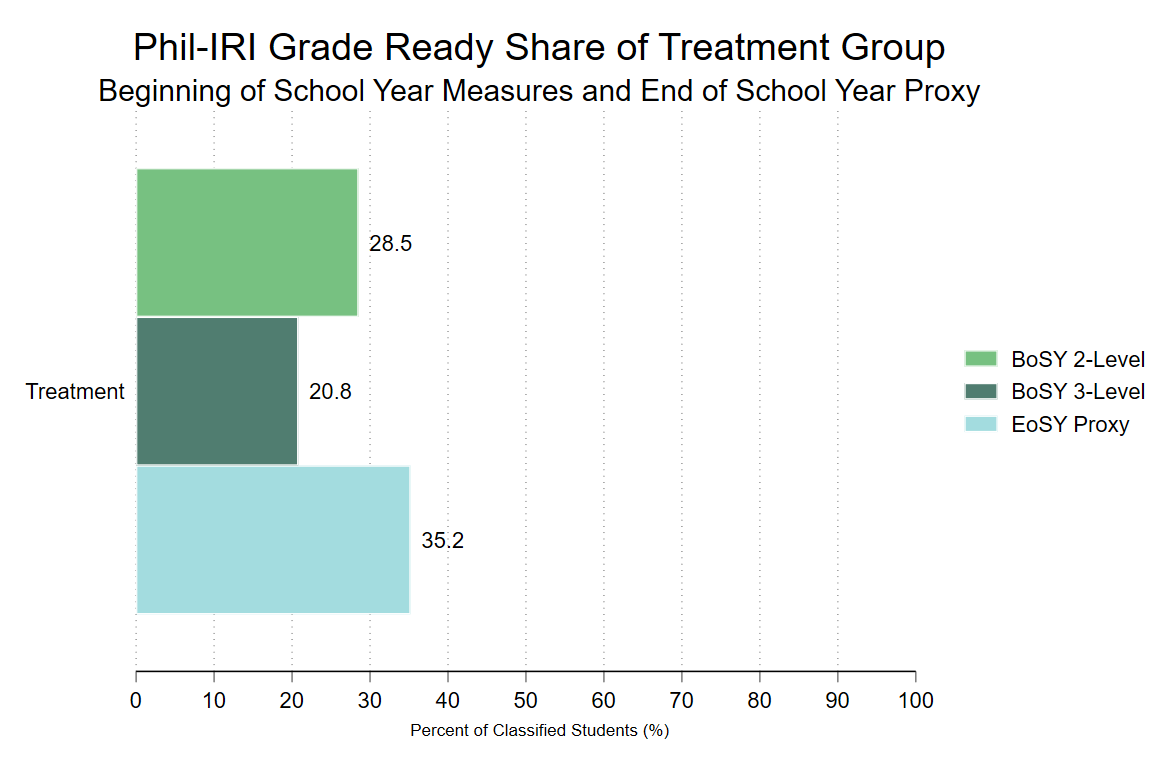 Phil-IRI Grade Ready Share of Treatment Group
Beginning of School Year Measures and End of School Year Proxy
28.5
Treatment
20.8
35.2
BoSY 2-Level
BoSY 3-Level
EoSY Proxy
0 10 20 30 40 50 60 70 80 90 100
Percent of Classified Students (%)